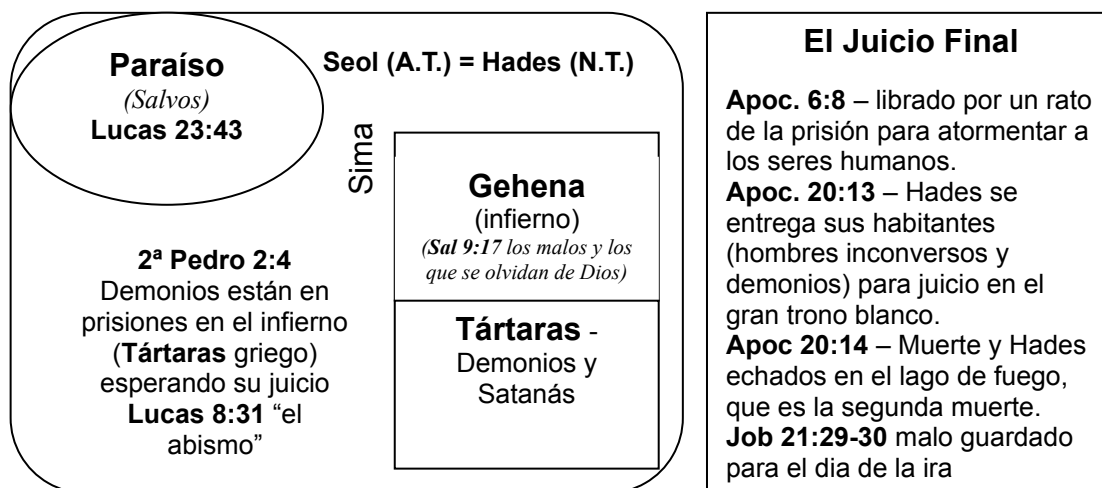 Paraíso
(Salvos)
Lucas 23:43
Seol (A.T.) = Hades (N.T.)
Sima
Gehena
(infierno)
(Sal 9:17 los malos y los
que se olvidan de Dios)
2ª Pedro 2:4
Demonios están en
prisiones en el infierno
(Tártaras griego)
esperando su juicio
Lucas 8:31 “el
abismo”
Tártaras -
Demonios y
Satanás
El Juicio Final
Apoc. 6:8 – librado por un rato
de la prisión para atormentar a
los seres humanos.
Apoc. 20:13 – Hades se
entrega sus habitantes
(hombres inconversos y
demonios) para juicio en el
gran trono blanco.
Apoc 20:14 – Muerte y Hades
echados en el lago de fuego,
que es la segunda muerte.
Job 21:29-30 malo guardado
para el dia de la ira